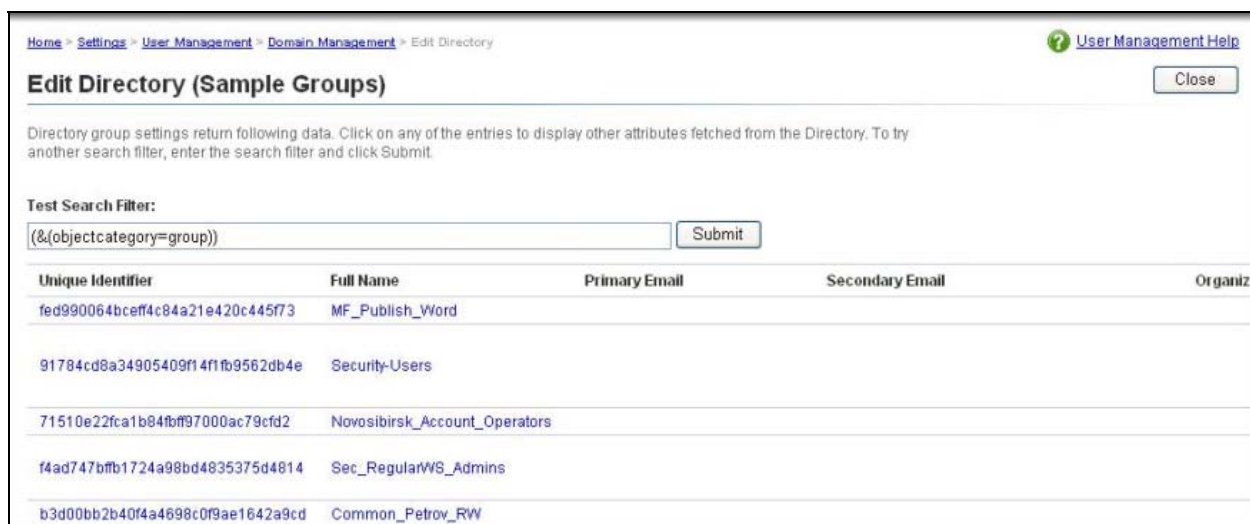 Home > Settings > User Management > Domain Management > Edit Directory
User Management Help
Edit Directory (Sample Groups)
Close
Directory group settings return following data. Click on any of the entries to display other attributes fetched from the Directory. To try
another search filter, enter the search filter and click Submit.
Test Search Filter:
(&(objectcategory=group))
Submit
Unique Identifier Full Name Primary Email Secondary Email Organiz
fed990064bceff4c84a21e420c445f73 MF_Publish_Word
91784cd8a34905409f14f1fb9562db4e Security-Users
71510e22fca1b84fbff97000ac79cfd2 Novosibirsk_Account_Operators
f4ad747bffb1724a98bd4835375d4814 Sec_RegularWS_Admins
b3d00bb2b40f4a4698c0f9ae1642a9cd Common_Petrov_RW